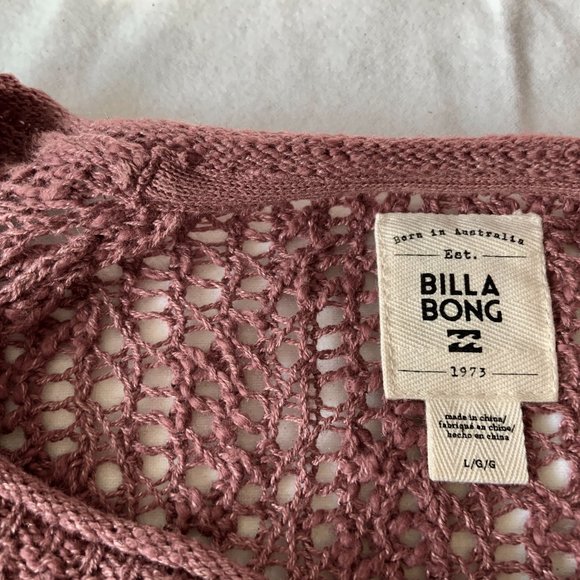 Born in Australia
Est.
BILLA
BONG
1973
made in china/
fabriqué en chine/
hecho en china
L/G/G